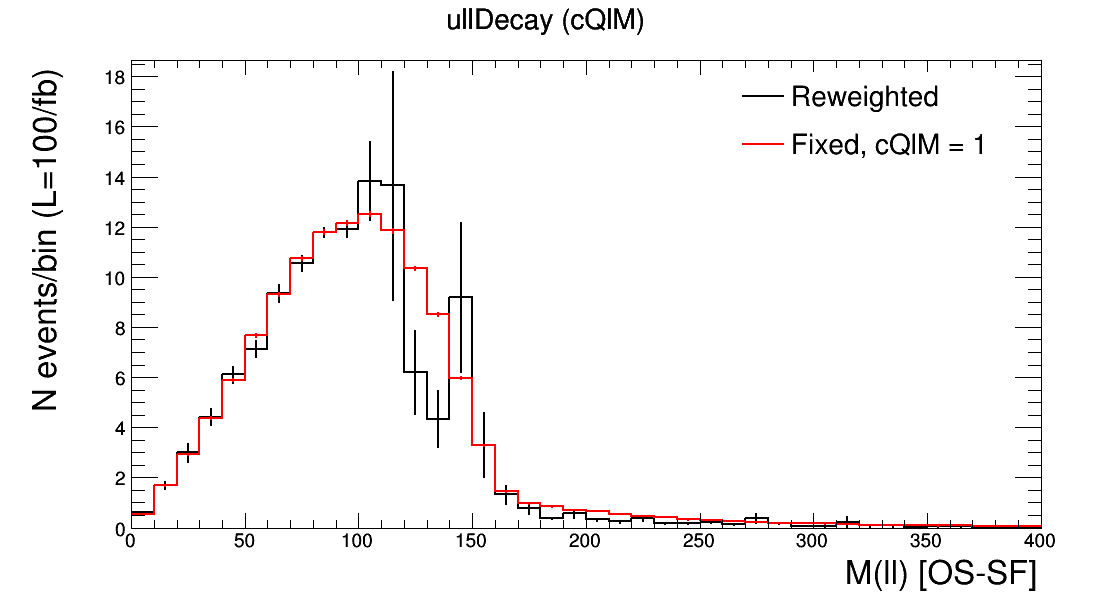 ullDecay (cQlM)
N events/bin (L=100/fb)
18
16
14
12
10
8
6
4
2
0
Reweighted
Fixed, cQlM = 1
0 50 100 150 200 250 300 350 400
M(ll) [OS-SF]